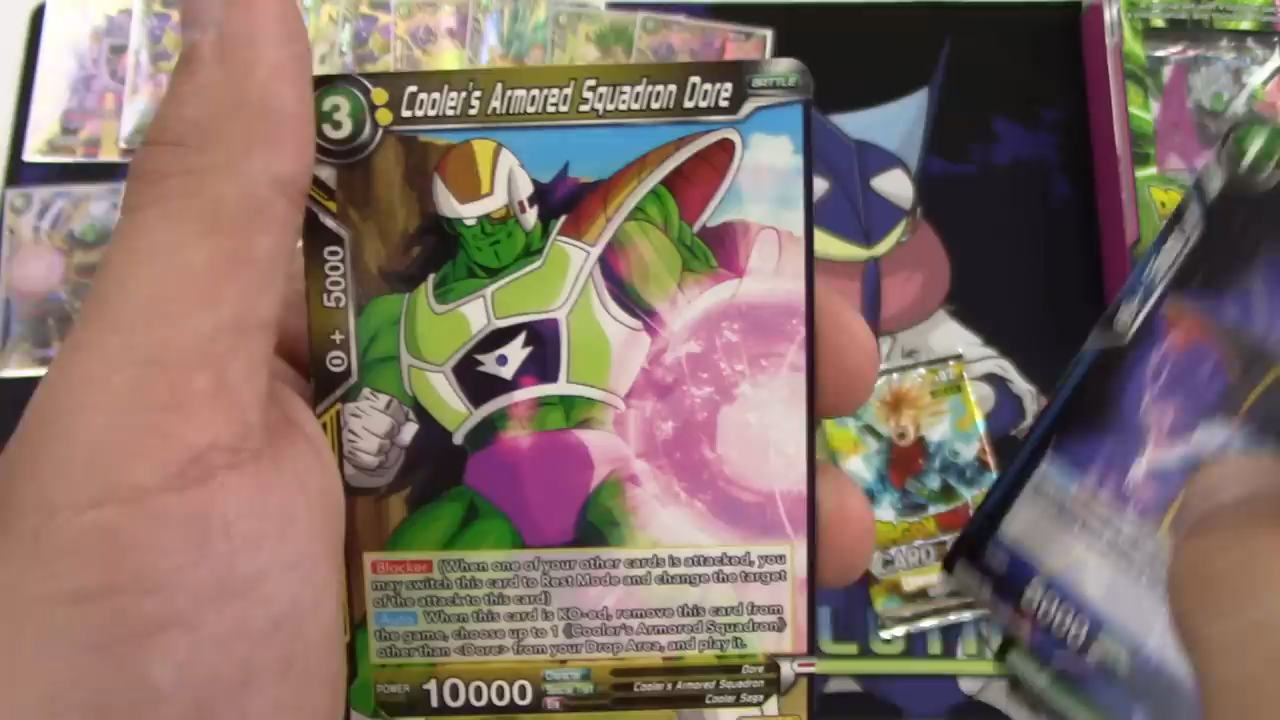 3
Cooler's Armored Squadron Dore
BATTLE
0 + 5000
Blocker (When one of your other cards is attacked, you
may switch this card to Rest Mode and change the target
of the attack to this card)
Auto When this card is KO-ed, remove this card from
the game, choose up to 1 《Cooler's Armored Squadron》
other than <Dore> from your Drop Area, and play it.
POWER 10000
Dore
Cooler's Armored Squadron
Cooler Saga
CARD